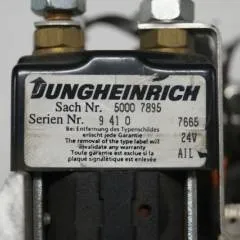 JUNGHEINRICH
Sach Nr. 5000 7895
Serien Nr. 9 41 0 7665
Bei Entfernung des Typenschildes
erlischt jede Garantie 24V
The removal of the type label will
invalidate any warranty AIL
Toute garantie est exclue si la
plaque signalétique est enlevée